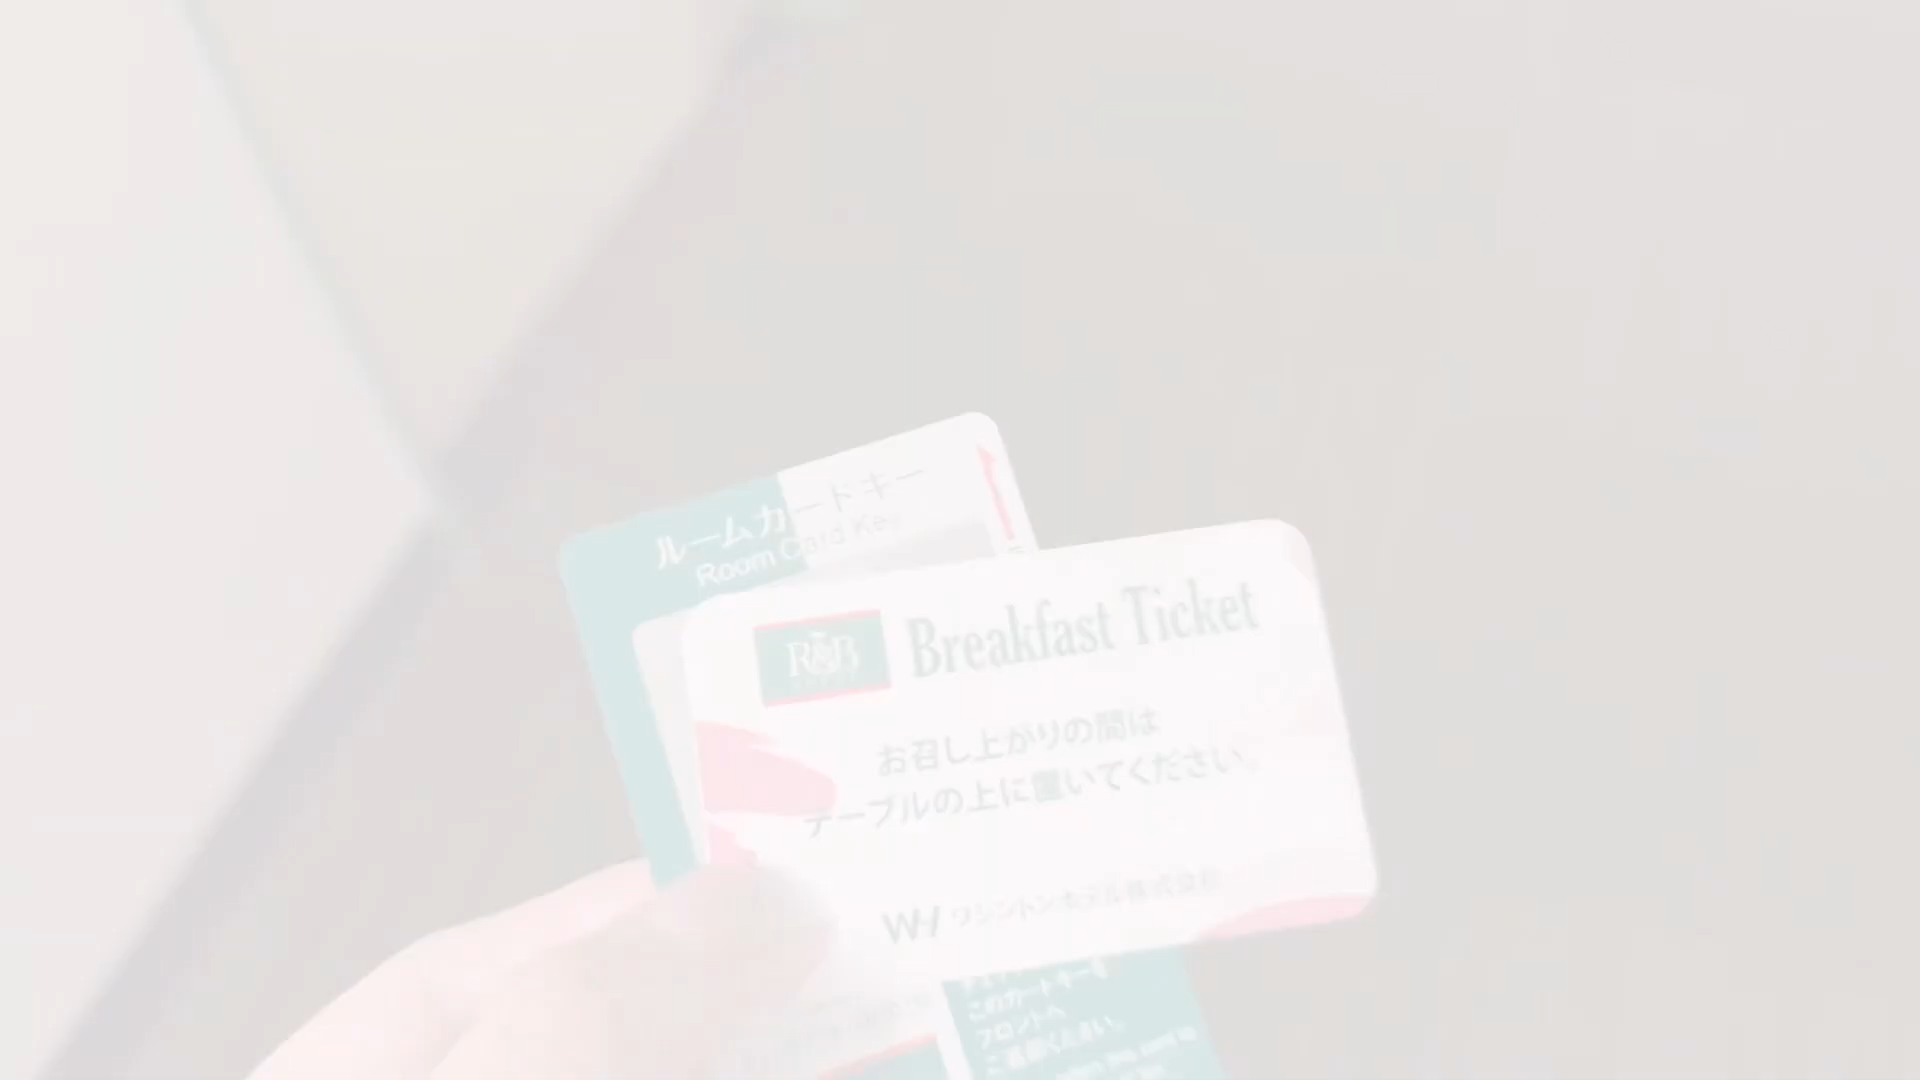 ルームカードキー
Room Card Key
R&B
Breakfast Ticket
お召し上がりの間は
テーブルの上に置いてください。
WH ワシントンホテル株式会社
このカードキーを
フロントへ
ご返却ください。